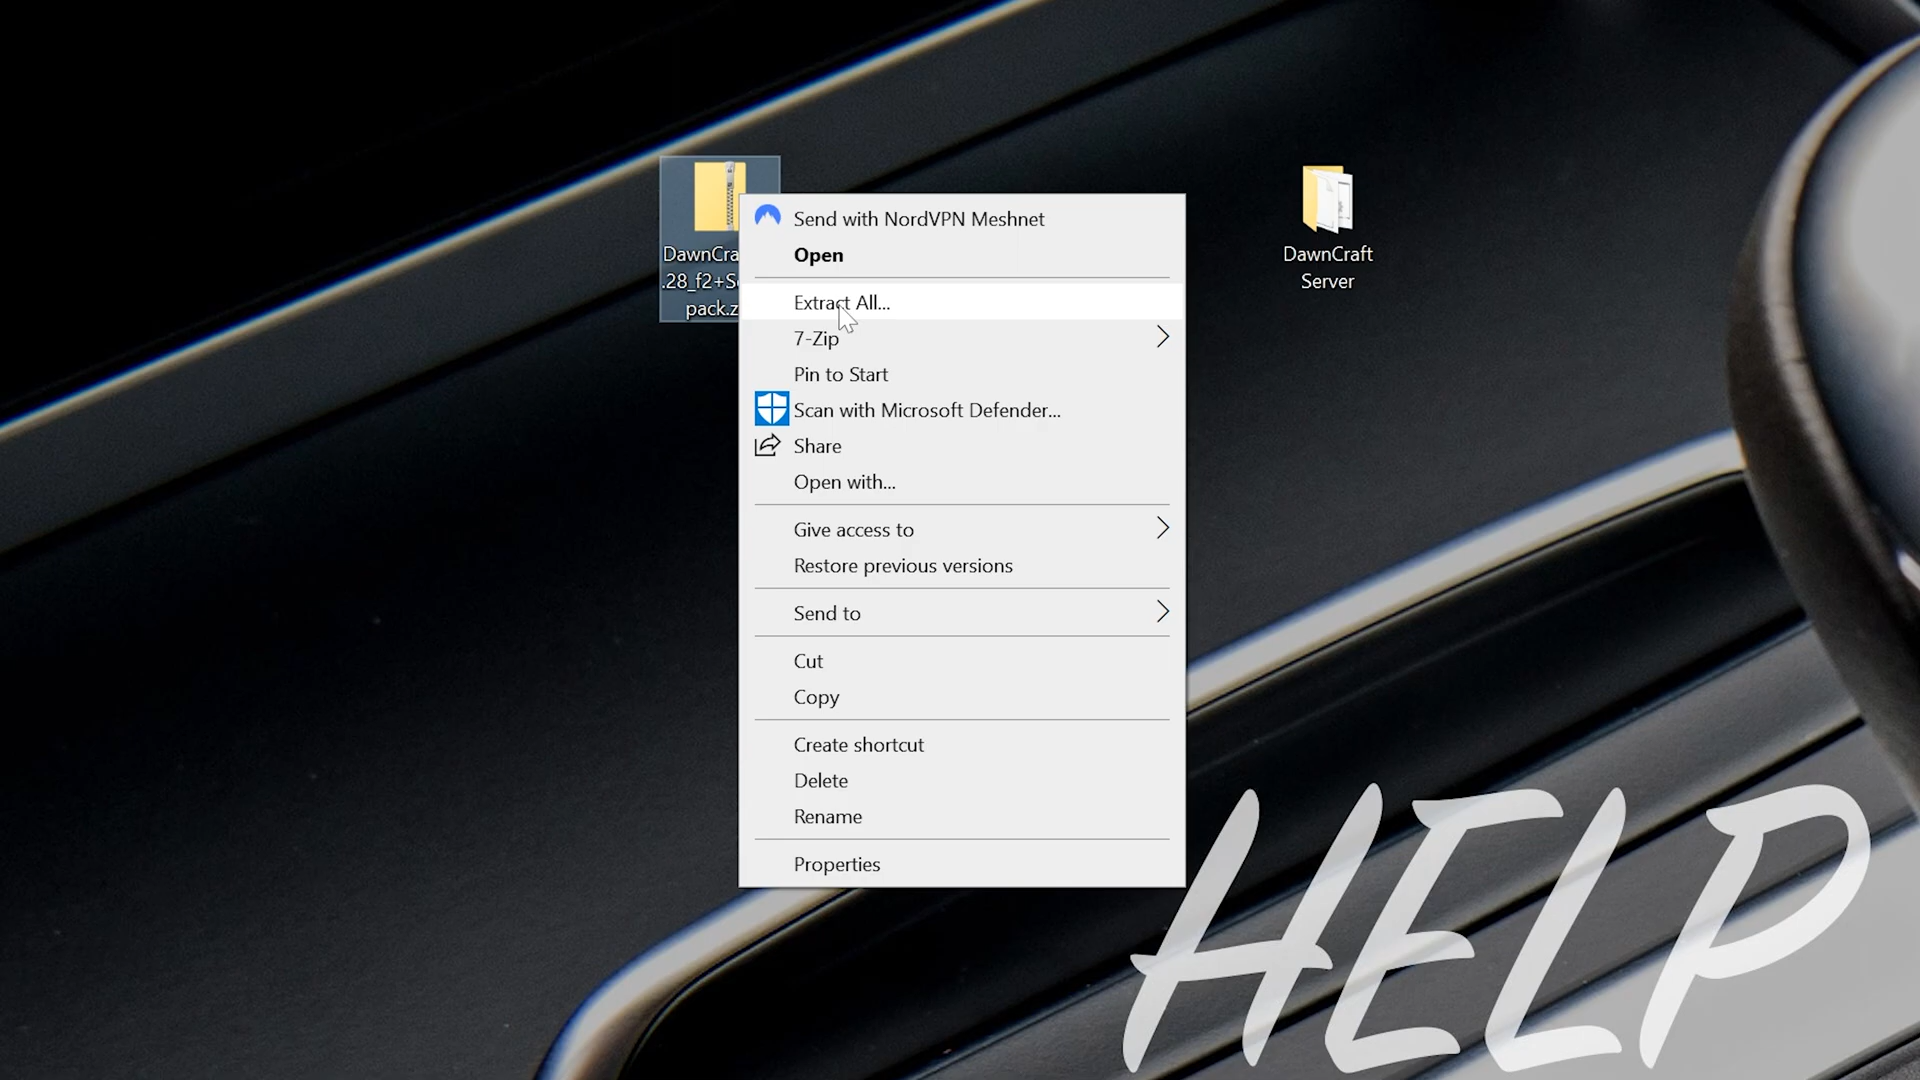 DawnCra
.28_f2+S
pack.z
Send with NordVPN Meshnet
Open
Extract All...
7-Zip
Pin to Start
Scan with Microsoft Defender...
Share
Open with...
Give access to
Restore previous versions
Send to
Cut
Copy
Create shortcut
Delete
Rename
Properties
DawnCraft
Server
HELP